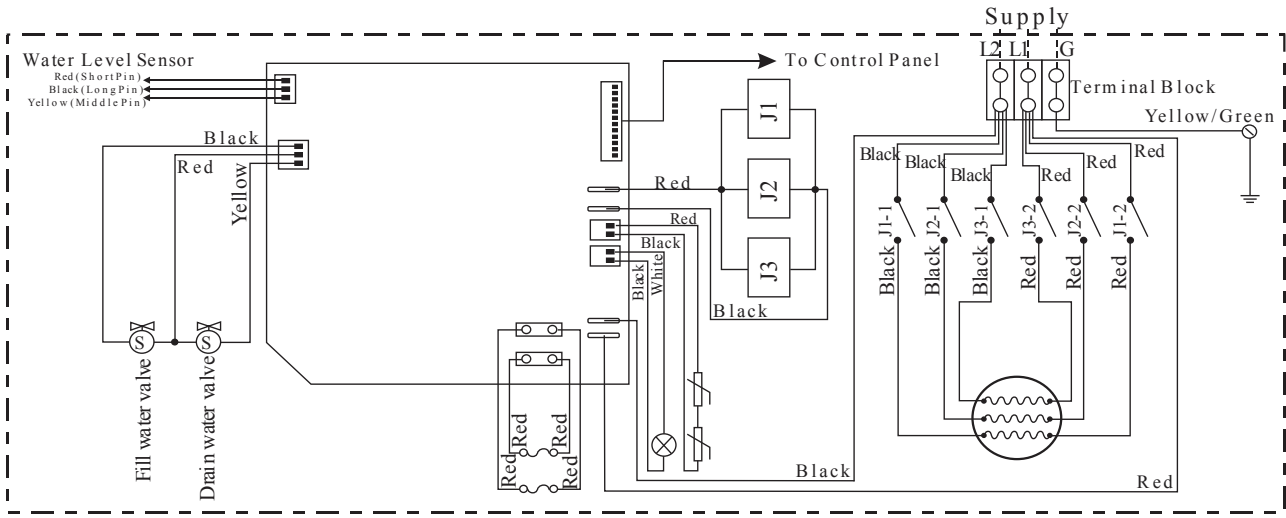 Supply
L2 L1 G
Water Level Sensor
Red(ShortPin)
Black(LongPin)
Yellow(MiddlePin)
To Control Panel
Terminal Block
Yellow/Green
Black
Red
Yellow
J1
J2
J3
Red
Red
Black
Black
White
Black
Black
Black
Black
Red
Red
Red
J1-1
J2-1
J3-1
J3-2
J2-2
J1-2
Black
Black
Black
Red
Red
Red
S
S
Fill water valve
Drain water valve
Red
Red
Red
Red
Black
Red